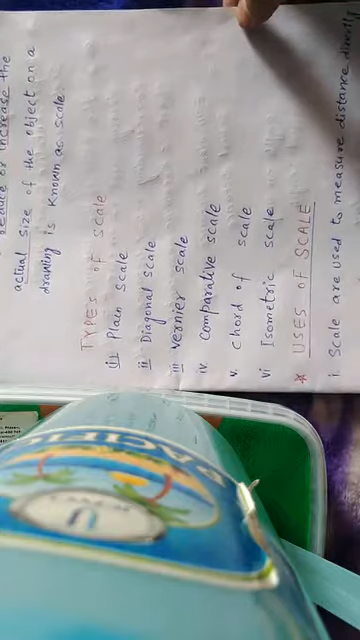 reduce or increase the
actual size of the object on a
drawing is known as scale.
TYPES OF SCALE
i Plain scale
ii Diagonal scale
iii vernier scale
iv comparative scale
v. chord of scale
vi Isometric scale
* USES OF SCALE
i. Scale are used to measure distance directly
PACIFIC